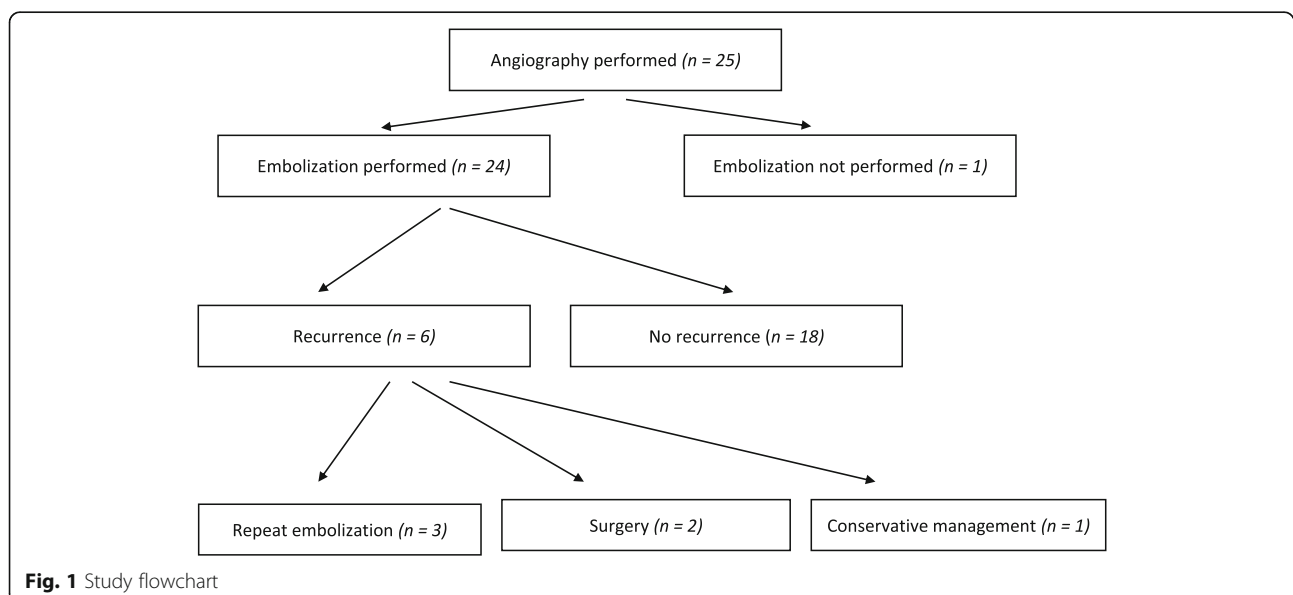 Angiography performed (n = 25)
Embolization performed (n = 24)
Embolization not performed (n = 1)
Recurrence (n = 6)
No recurrence (n = 18)
Repeat embolization (n = 3)
Surgery (n = 2)
Conservative management (n = 1)
Fig. 1 Study flowchart